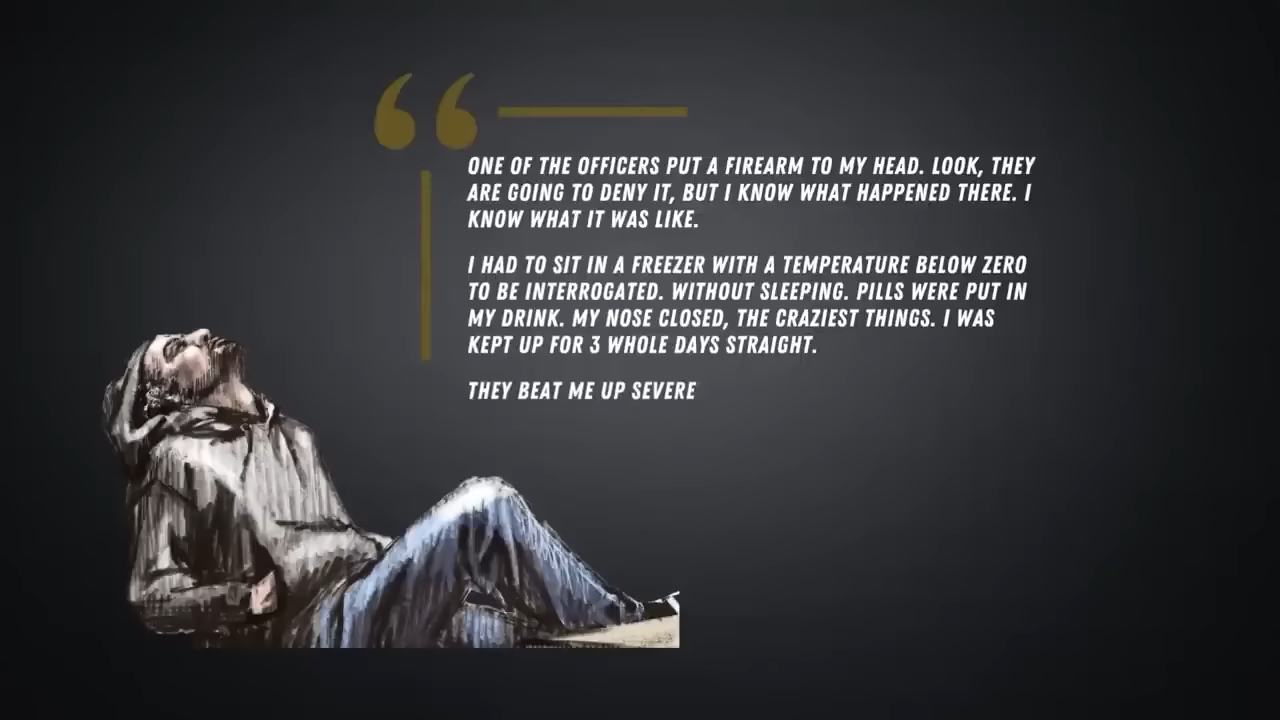 ONE OF THE OFFICERS PUT A FIREARM TO MY HEAD. LOOK, THEY
ARE GOING TO DENY IT, BUT I KNOW WHAT HAPPENED THERE. I
KNOW WHAT IT WAS LIKE.
I HAD TO SIT IN A FREEZER WITH A TEMPERATURE BELOW ZERO
TO BE INTERROGATED. WITHOUT SLEEPING. PILLS WERE PUT IN
MY DRINK. MY NOSE CLOSED, THE CRAZIEST THINGS. I WAS
KEPT UP FOR 3 WHOLE DAYS STRAIGHT.
THEY BEAT ME UP SEVERE